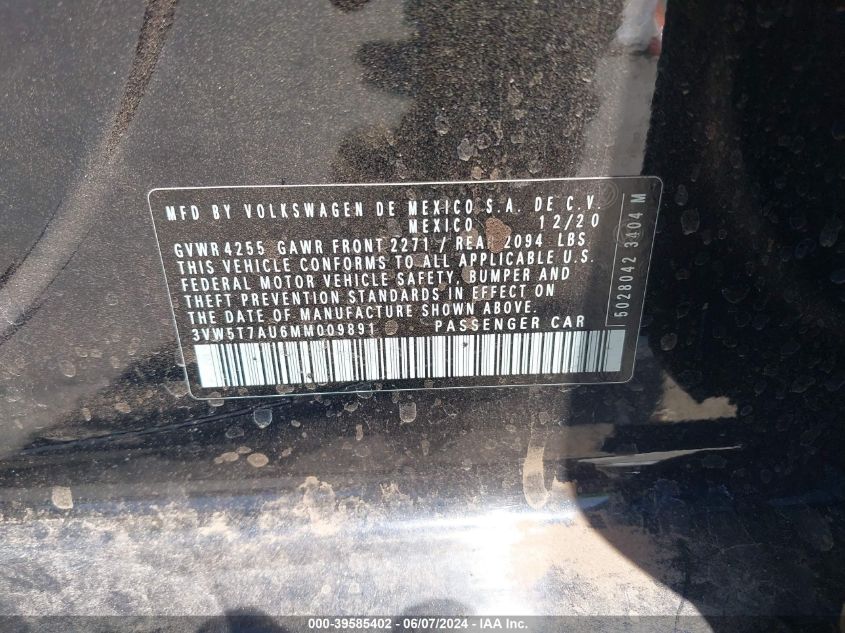 MFD BY VOLKSWAGEN DE MEXICO S.A. DE C.V.
MEXICO 12/20
GVWR 4255 GAWR FRONT 2271 / REAR 2094 LBS
THIS VEHICLE CONFORMS TO ALL APPLICABLE U.S.
FEDERAL MOTOR VEHICLE SAFETY, BUMPER AND
THEFT PREVENTION STANDARDS IN EFFECT ON
THE DATE OF MANUFACTURE SHOWN ABOVE.
3VW5T7AU6MM009891 PASSENGER CAR
5028042 3404 M
000-39585402 - 06/07/2024 - IAA Inc.